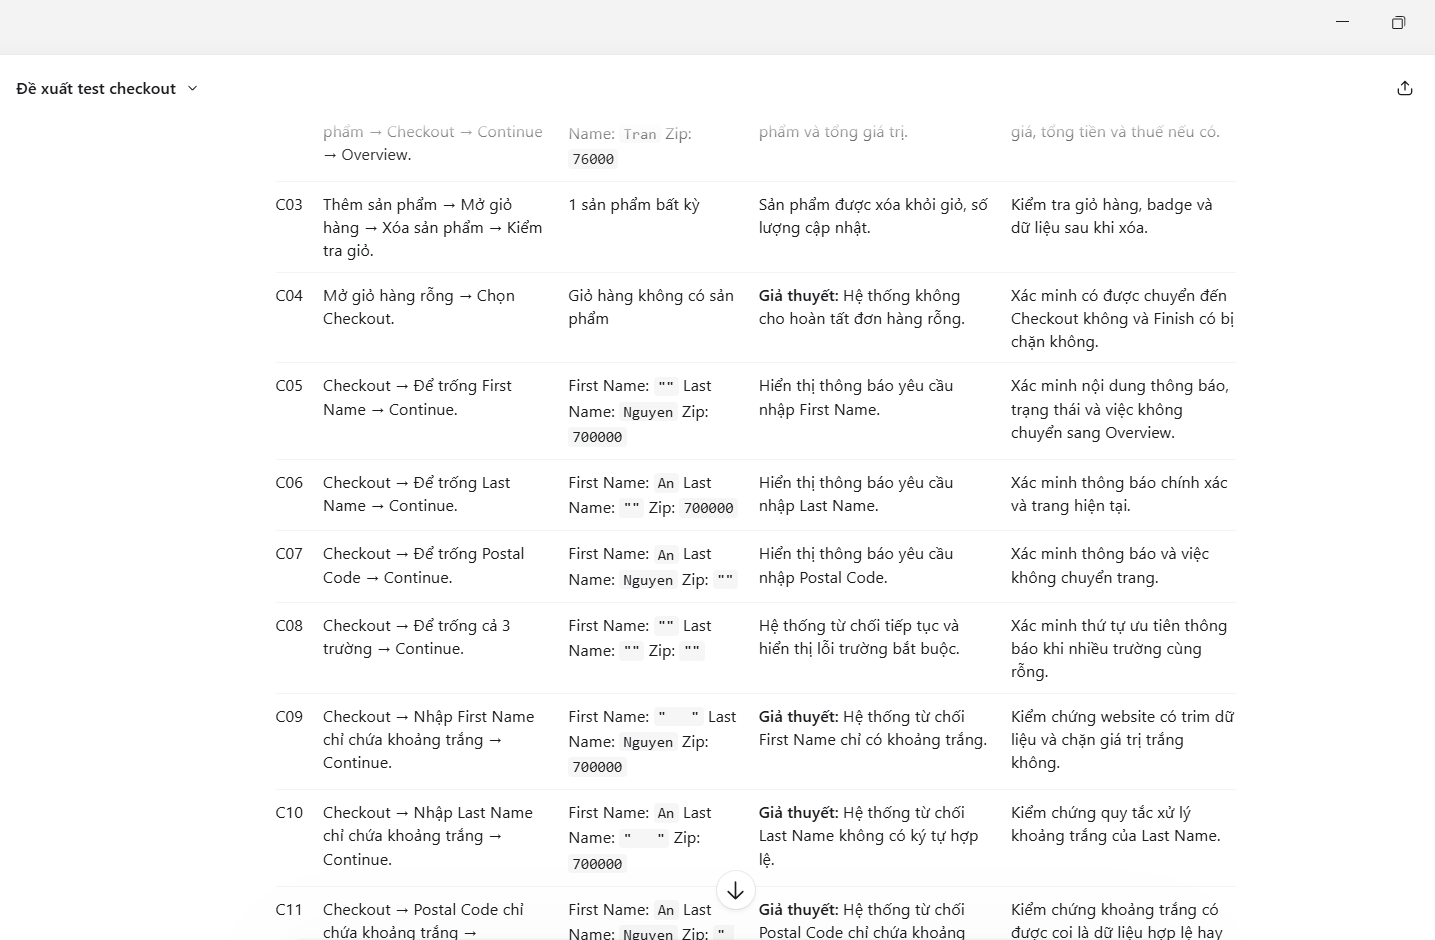 Đề xuất test checkout
phẩm → Checkout → Continue → Overview.
Name: Tran Zip: 76000
phẩm và tổng giá trị.
giá, tổng tiền và thuế nếu có.
C03
Thêm sản phẩm → Mở giỏ
hàng → Xóa sản phẩm → Kiểm
tra giỏ.
1 sản phẩm bất kỳ
Sản phẩm được xóa khỏi giỏ, số
lượng cập nhật.
Kiểm tra giỏ hàng, badge và
dữ liệu sau khi xóa.
C04
Mở giỏ hàng rỗng → Chọn
Checkout.
Giỏ hàng không có sản
phẩm
Giả thuyết: Hệ thống không
cho hoàn tất đơn hàng rỗng.
Xác minh có được chuyển đến
Checkout không và Finish có bị
chặn không.
C05
Checkout → Để trống First
Name → Continue.
First Name: "" Last
Name: Nguyen Zip:
700000
Hiển thị thông báo yêu cầu
nhập First Name.
Xác minh nội dung thông báo,
trạng thái và việc không
chuyển sang Overview.
C06
Checkout → Để trống Last
Name → Continue.
First Name: An Last
Name: "" Zip: 700000
Hiển thị thông báo yêu cầu
nhập Last Name.
Xác minh thông báo chính xác
và trang hiện tại.
C07
Checkout → Để trống Postal
Code → Continue.
First Name: An Last
Name: Nguyen Zip: ""
Hiển thị thông báo yêu cầu
nhập Postal Code.
Xác minh thông báo và việc
không chuyển trang.
C08
Checkout → Để trống cả 3
trường → Continue.
First Name: "" Last
Name: "" Zip: ""
Hệ thống từ chối tiếp tục và
hiển thị lỗi trường bắt buộc.
Xác minh thứ tự ưu tiên thông
báo khi nhiều trường cùng
rỗng.
C09
Checkout → Nhập First Name
chỉ chứa khoảng trắng →
Continue.
First Name: "   " Last
Name: Nguyen Zip:
700000
Giả thuyết: Hệ thống từ chối
First Name chỉ có khoảng trắng.
Kiểm chứng website có trim dữ
liệu và chặn giá trị trắng
không.
C10
Checkout → Nhập Last Name
chỉ chứa khoảng trắng →
Continue.
First Name: An Last
Name: "   " Zip:
700000
Giả thuyết: Hệ thống từ chối
Last Name không có ký tự hợp
lệ.
Kiểm chứng quy tắc xử lý
khoảng trắng của Last Name.
C11
Checkout → Postal Code chỉ
chứa khoảng trắng →
First Name: An Last
Name: Nguyen Zip: "
Giả thuyết: Hệ thống từ chối
Postal Code chỉ chứa khoảng
Kiểm chứng khoảng trắng có
được coi là dữ liệu hợp lệ hay